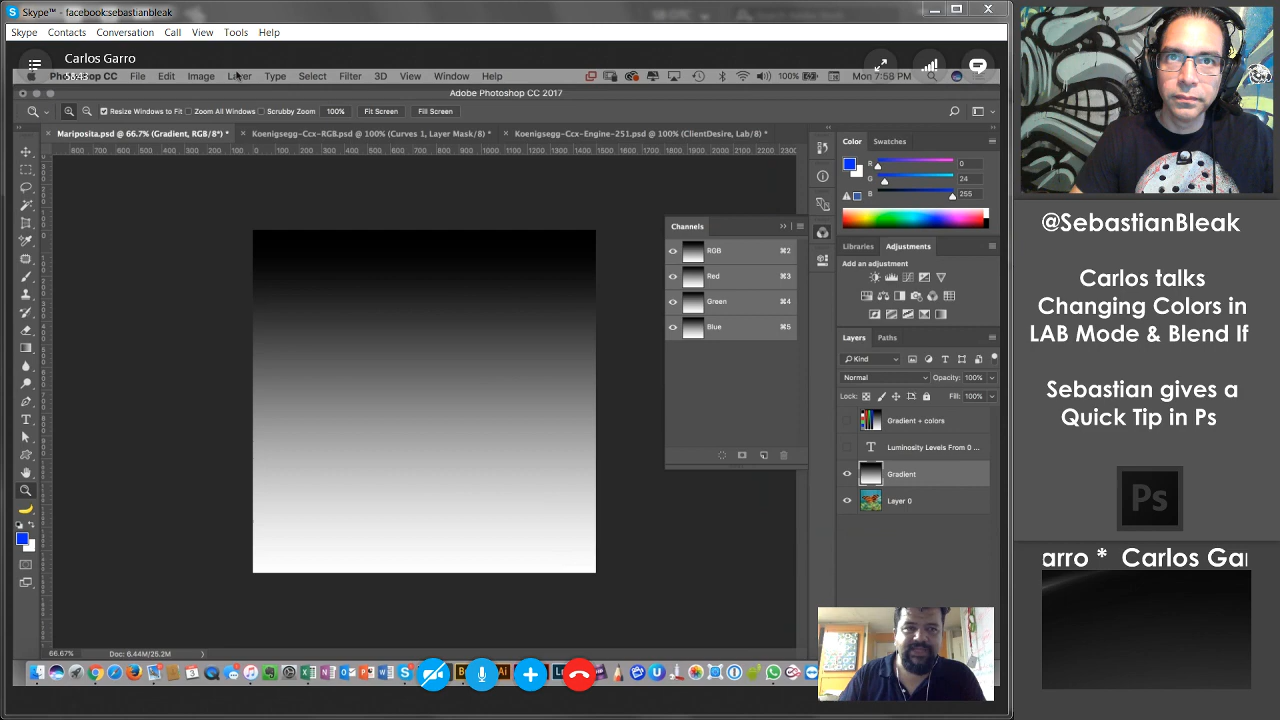 Skype™ - facebook:sebastianbleak
Skype Contacts Conversation Call View Tools Help
Carlos Garro
Photoshop CC File Edit Image Layer Type Select Filter 3D View Window Help 100% Mon 7:58 PM
Adobe Photoshop CC 2017
Resize Windows to Fit Zoom All Windows Scrubby Zoom 100% Fit Screen Fill Screen
Mariposita.psd @ 66.7% (Gradient, RGB/8*) * Koenigsegg-Ccx-RGB.psd @ 100% (Curves 1, Layer Mask/8) * Koenigsegg-Ccx-Engine-251.psd @ 100% (ClientDesire, Lab/8) *
Color Swatches
R 0
G 24
B 255
Channels
RGB ⌘2
Red ⌘3
Green ⌘4
Blue ⌘5
Libraries Adjustments
Add an adjustment
Layers Paths
Kind
Normal Opacity: 100%
Lock: Fill: 100%
Gradient + colors
T Luminosity Levels From 0 ...
Gradient
Layer 0
66.67% Doc: 6.44M/25.2M
@SebastianBleak
Carlos talks
Changing Colors in
LAB Mode & Blend If
Sebastian gives a
Quick Tip in Ps
Ps
arro * Carlos Gar